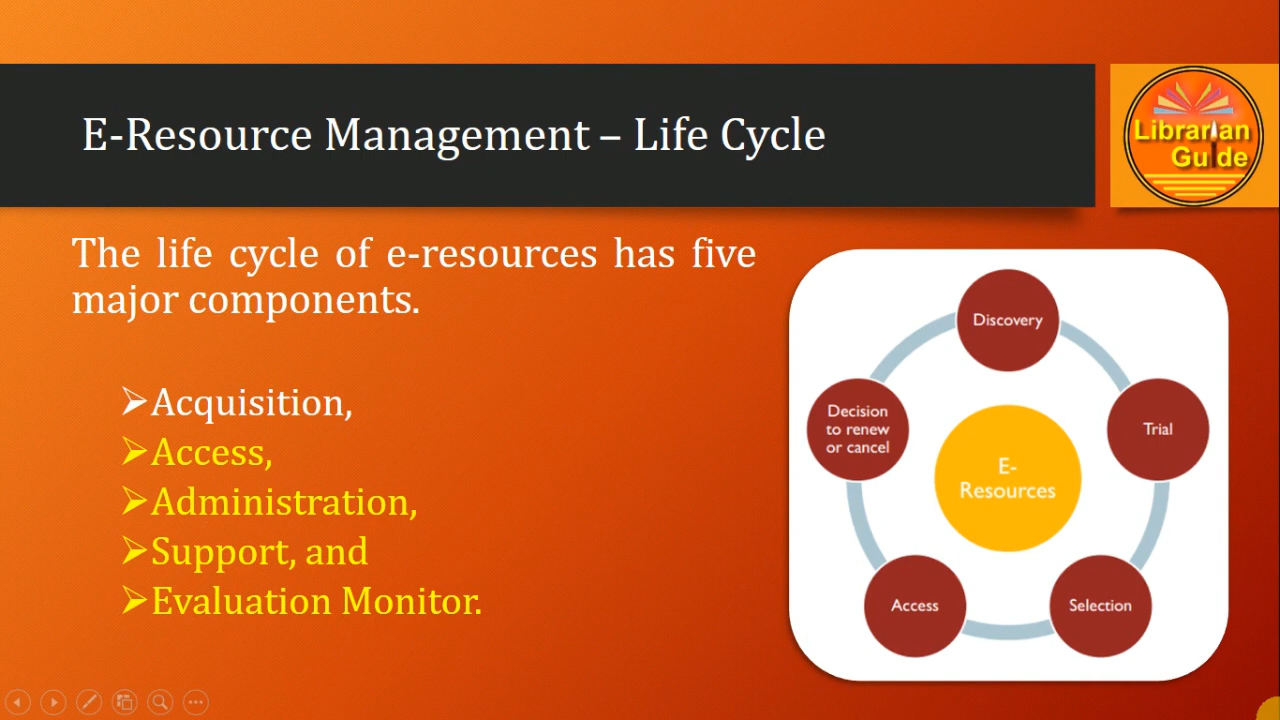 E-Resource Management – Life Cycle
Librarian
Guide
The life cycle of e-resources has five
major components.
➢Acquisition,
➢Access,
➢Administration,
➢Support, and
➢Evaluation Monitor.
Discovery
Trial
Selection
Access
Decision
to renew
or cancel
E-
Resources